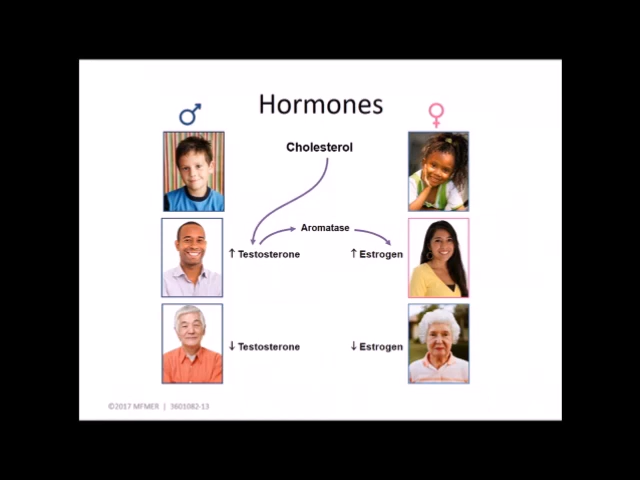 Hormones
Cholesterol
Aromatase
↑ Testosterone
↑ Estrogen
↓ Testosterone
↓ Estrogen
©2017 MFMER | 3601082-13